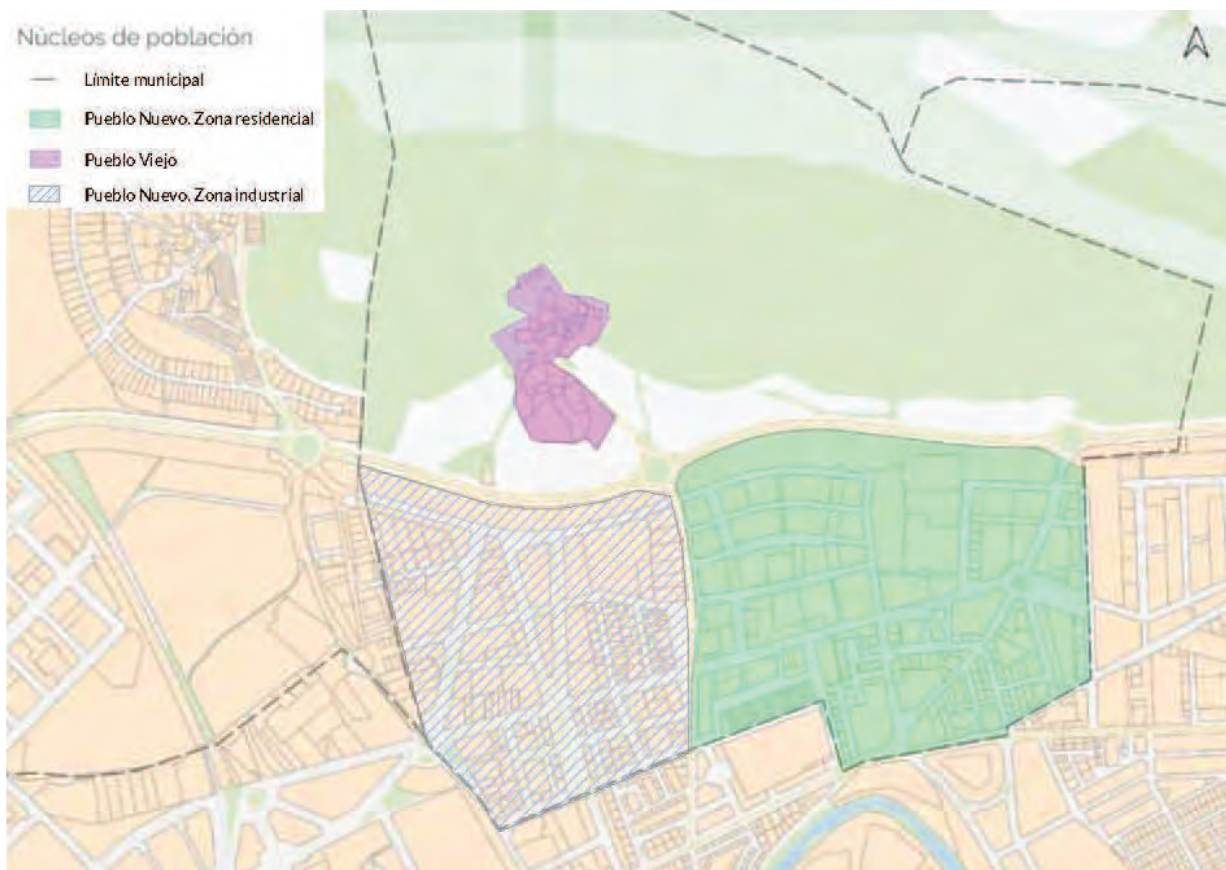 Núcleos de población
Límite municipal
Pueblo Nuevo. Zona residencial
Pueblo Viejo
Pueblo Nuevo. Zona industrial